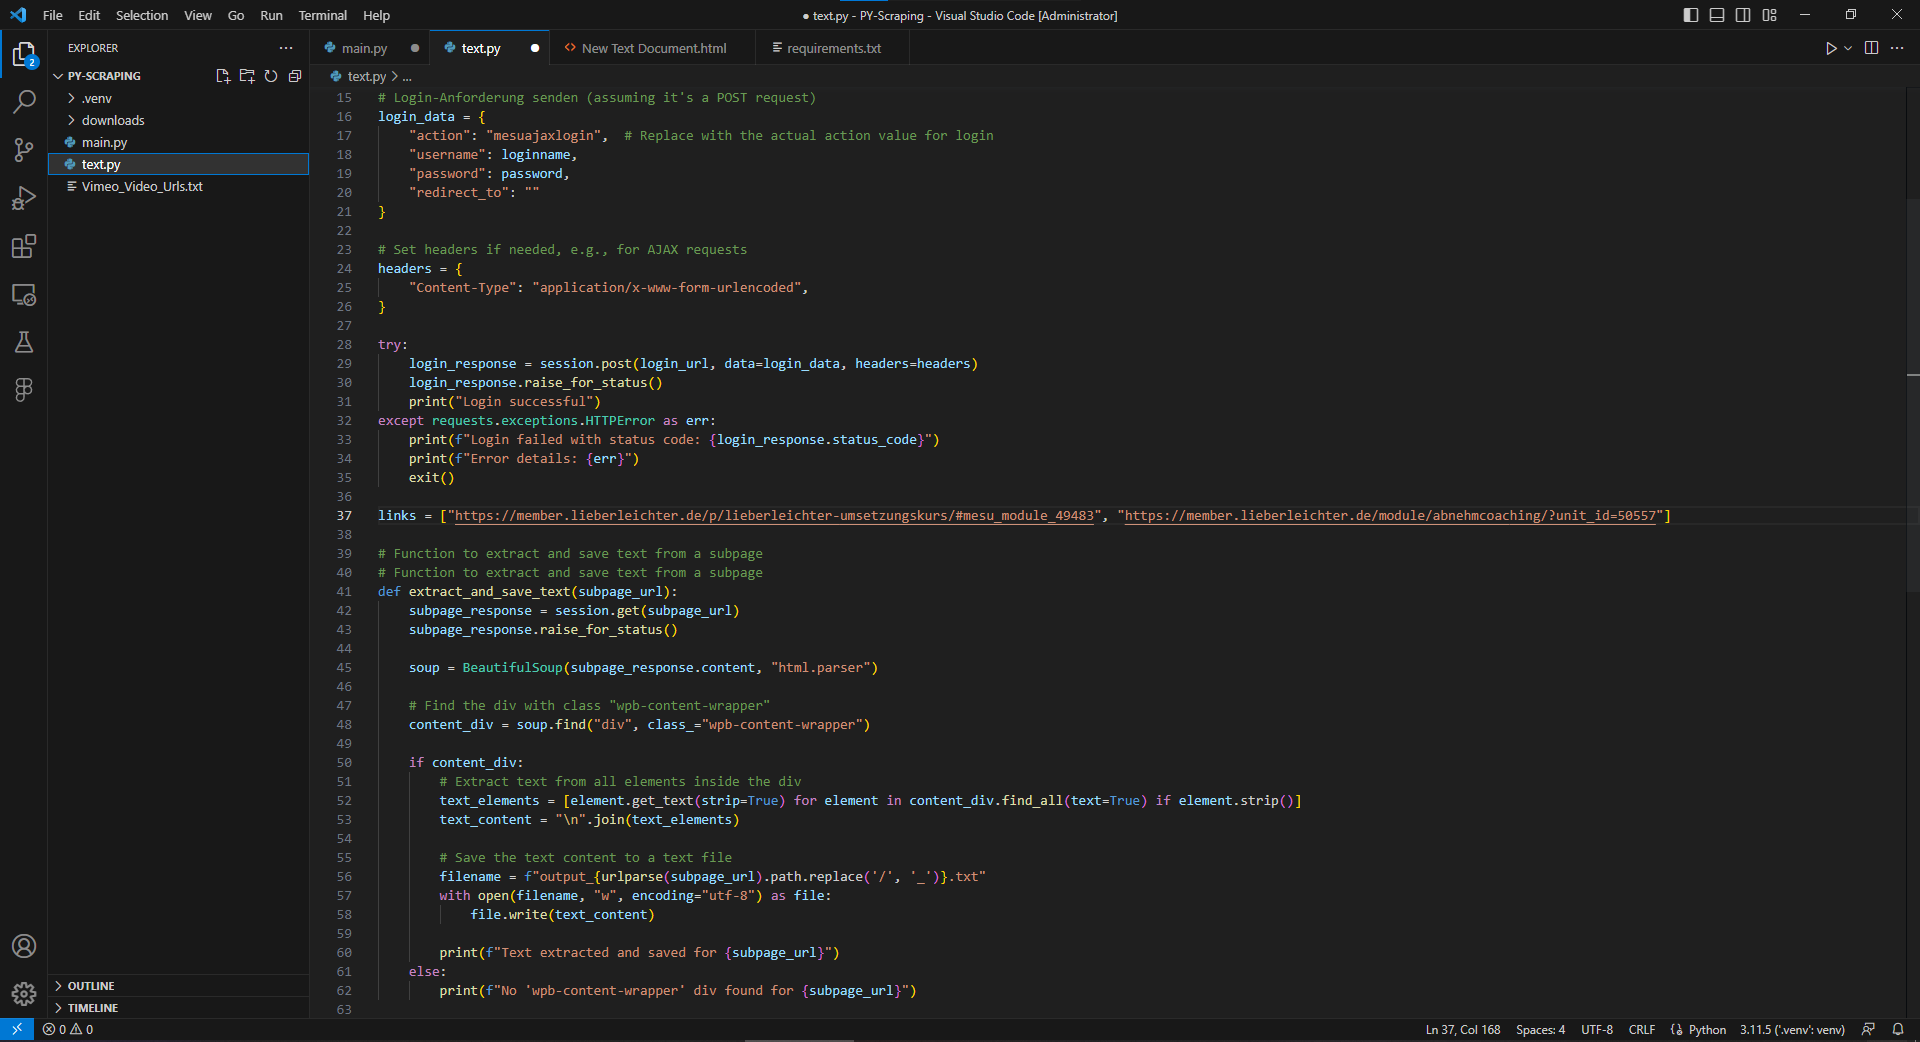 File Edit Selection View Go Run Terminal Help
● text.py - PY-Scraping - Visual Studio Code [Administrator]
EXPLORER
main.py
text.py
New Text Document.html
requirements.txt
PY-SCRAPING
.venv
downloads
main.py
text.py
Vimeo_Video_Urls.txt
OUTLINE
TIMELINE
2
text.py > ...
15 # Login-Anforderung senden (assuming it's a POST request)
16 login_data = {
17     "action": "mesuajaxlogin",  # Replace with the actual action value for login
18     "username": loginname,
19     "password": password,
20     "redirect_to": ""
21 }
22
23 # Set headers if needed, e.g., for AJAX requests
24 headers = {
25     "Content-Type": "application/x-www-form-urlencoded",
26 }
27
28 try:
29     login_response = session.post(login_url, data=login_data, headers=headers)
30     login_response.raise_for_status()
31     print("Login successful")
32 except requests.exceptions.HTTPError as err:
33     print(f"Login failed with status code: {login_response.status_code}")
34     print(f"Error details: {err}")
35     exit()
36
37 links = ["https://member.lieberleichter.de/p/lieberleichter-umsetzungskurs/#mesu_module_49483", "https://member.lieberleichter.de/module/abnehmcoaching/?unit_id=50557"]
38
39 # Function to extract and save text from a subpage
40 # Function to extract and save text from a subpage
41 def extract_and_save_text(subpage_url):
42     subpage_response = session.get(subpage_url)
43     subpage_response.raise_for_status()
44
45     soup = BeautifulSoup(subpage_response.content, "html.parser")
46
47     # Find the div with class "wpb-content-wrapper"
48     content_div = soup.find("div", class_="wpb-content-wrapper")
49
50     if content_div:
51         # Extract text from all elements inside the div
52         text_elements = [element.get_text(strip=True) for element in content_div.find_all(text=True) if element.strip()]
53         text_content = "\n".join(text_elements)
54
55         # Save the text content to a text file
56         filename = f"output_{urlparse(subpage_url).path.replace('/', '_')}.txt"
57         with open(filename, "w", encoding="utf-8") as file:
58             file.write(text_content)
59
60         print(f"Text extracted and saved for {subpage_url}")
61     else:
62         print(f"No 'wpb-content-wrapper' div found for {subpage_url}")
63
0 0
Ln 37, Col 168 Spaces: 4 UTF-8 CRLF Python 3.11.5 ('.venv': venv)